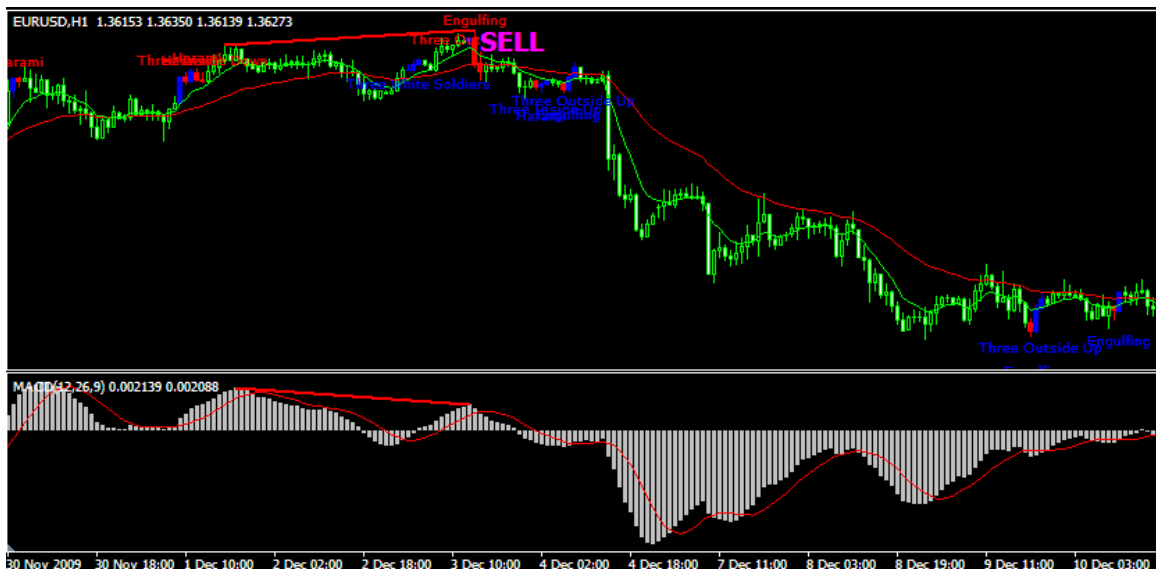 EURUSD,H1 1.36153 1.36350 1.36139 1.36273
Engulfing
SELL
Three Outside Up
Three Inside Up
Engulfing
Three Outside Up
Engulfing
MACD(12,26,9) 0.002139 0.002088
30 Nov 2009 30 Nov 18:00 1 Dec 10:00 2 Dec 02:00 2 Dec 18:00 3 Dec 10:00 4 Dec 02:00 4 Dec 18:00 7 Dec 11:00 8 Dec 03:00 8 Dec 19:00 9 Dec 11:00 10 Dec 03:00